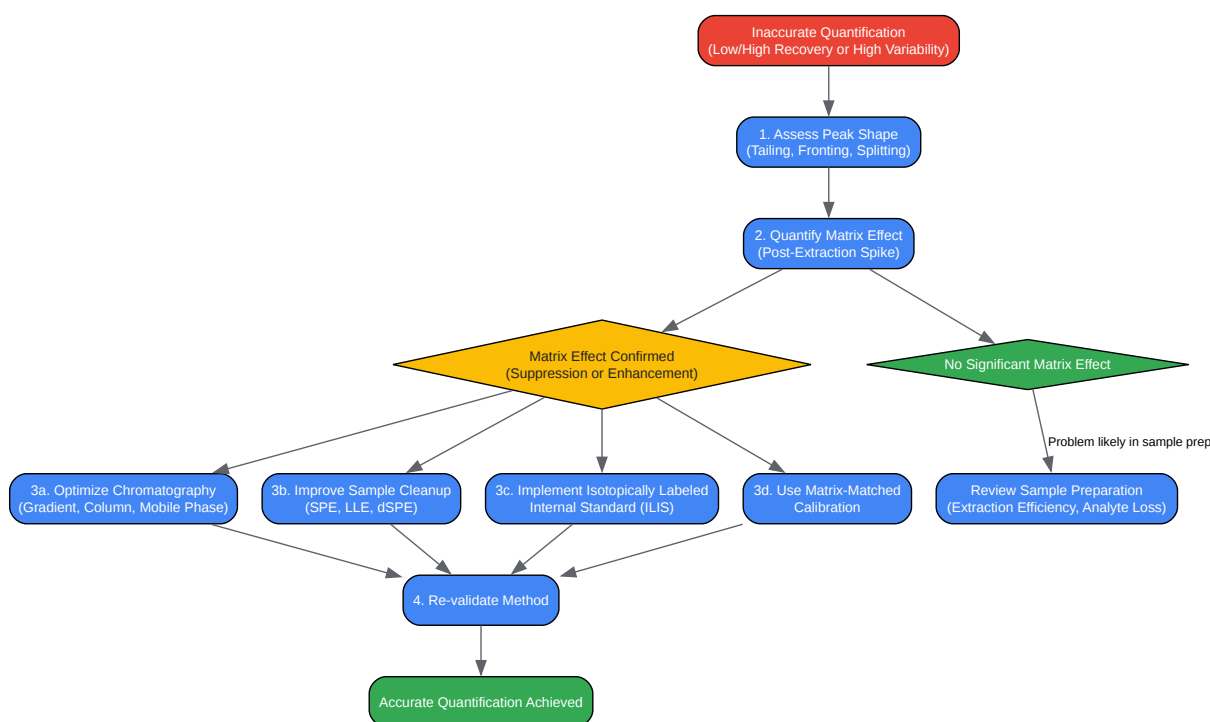 Inaccurate Quantification
(Low/High Recovery or High Variability)
1. Assess Peak Shape
(Tailing, Fronting, Splitting)
2. Quantify Matrix Effect
(Post-Extraction Spike)
Matrix Effect Confirmed
(Suppression or Enhancement)
No Significant Matrix Effect
Problem likely in sample prep
3a. Optimize Chromatography
(Gradient, Column, Mobile Phase)
3b. Improve Sample Cleanup
(SPE, LLE, dSPE)
3c. Implement Isotopically Labeled
Internal Standard (ILIS)
3d. Use Matrix-Matched
Calibration
Review Sample Preparation
(Extraction Efficiency, Analyte Loss)
4. Re-validate Method
Accurate Quantification Achieved